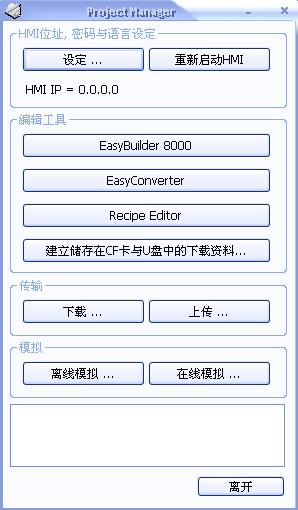 Project Manager
HMI位址, 密码与语言设定
设定 ...
重新启动HMI
HMI IP = 0.0.0.0
编辑工具
EasyBuilder 8000
EasyConverter
Recipe Editor
建立储存在CF卡与U盘中的下载资料...
传输
下载 ...
上传 ...
模拟
离线模拟 ...
在线模拟 ...
离开